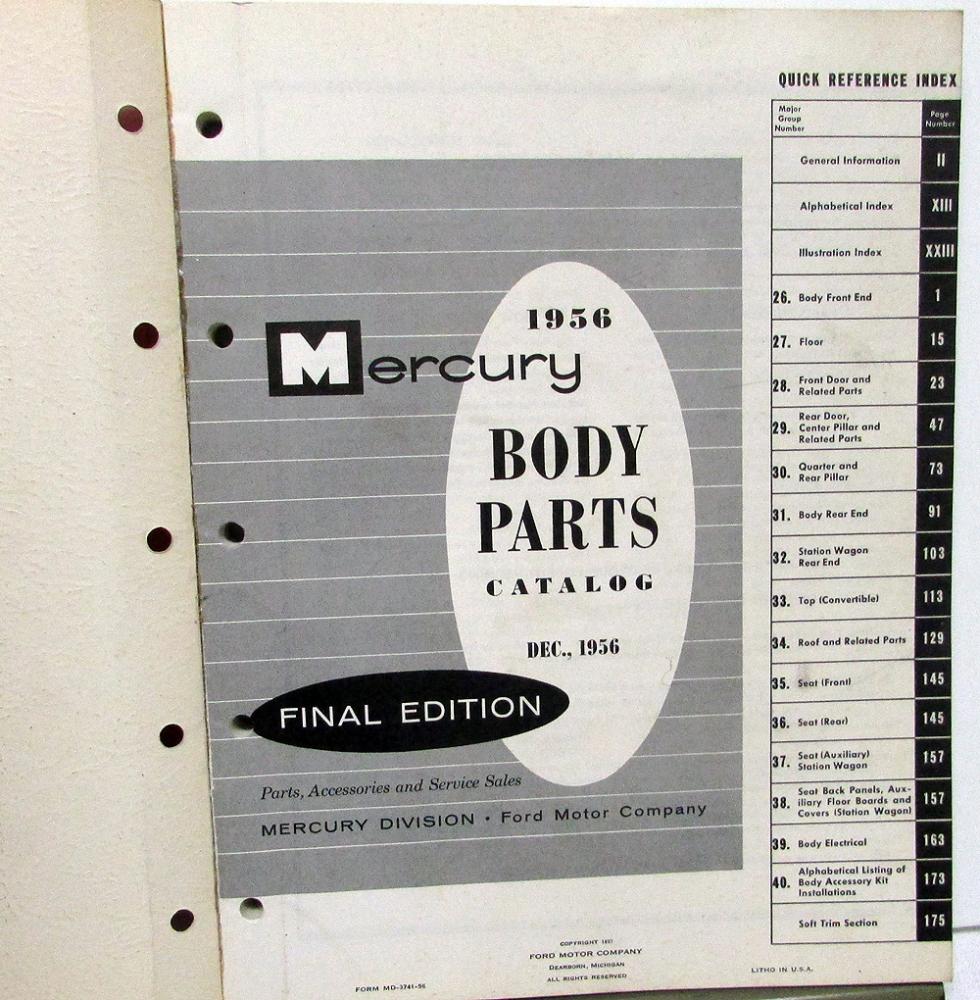 QUICK REFERENCE INDEX
Major
Group
Number
Page
Number
General Information II
Alphabetical Index XIII
Illustration Index XXIII
26. Body Front End 1
27. Floor 15
28. Front Door and
Related Parts 23
29. Rear Door,
Center Pillar and
Related Parts 47
30. Quarter and
Rear Pillar 73
31. Body Rear End 91
32. Station Wagon
Rear End 103
33. Top (Convertible) 113
34. Roof and Related Parts 129
35. Seat (Front) 145
36. Seat (Rear) 145
37. Seat (Auxiliary)
Station Wagon 157
38. Seat Back Panels, Aux-
iliary Floor Boards and
Covers (Station Wagon) 157
39. Body Electrical 163
40. Alphabetical Listing of
Body Accessory Kit
Installations 173
Soft Trim Section 175
1956
Mercury
BODY
PARTS
CATALOG
DEC., 1956
FINAL EDITION
Parts, Accessories and Service Sales
MERCURY DIVISION • Ford Motor Company
COPYRIGHT
FORD MOTOR COMPANY
DEARBORN, MICHIGAN
ALL RIGHTS RESERVED
FORM MD-3741-56
LITHO IN U.S.A.